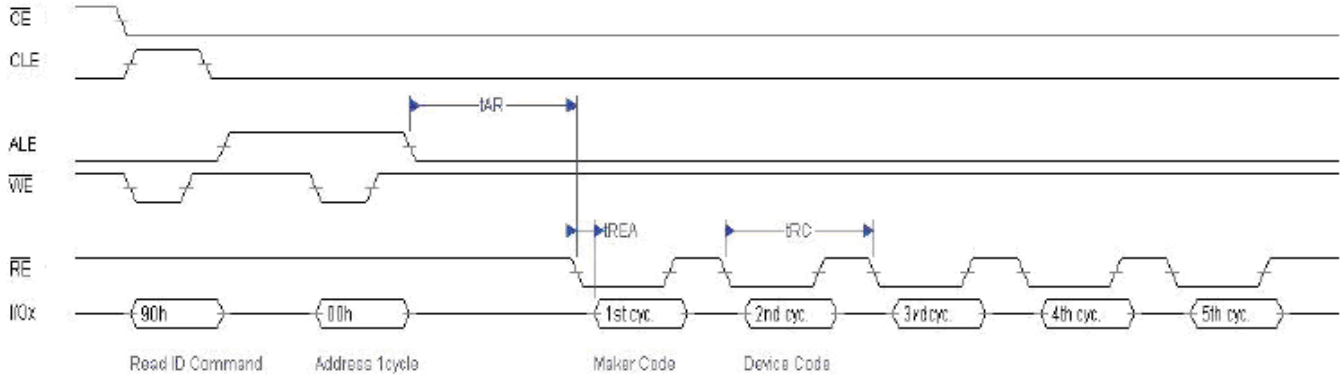 CE
CLE
tAR
ALE
WE
tREA
tRC
RE
I/Ox
90h
00h
1st cyc.
2nd cyc.
3rd cyc.
4th cyc.
5th cyc.
Read ID Command
Address 1cycle
Maker Code
Device Code